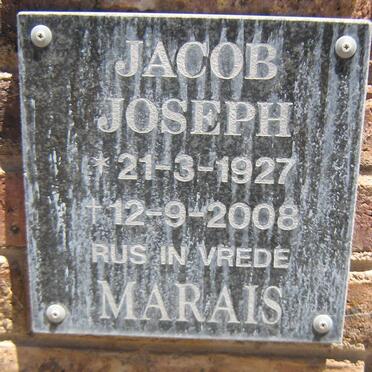 JACOB
JOSEPH
* 21-3-1927
† 12-9-2008
RUS IN VREDE
MARAIS